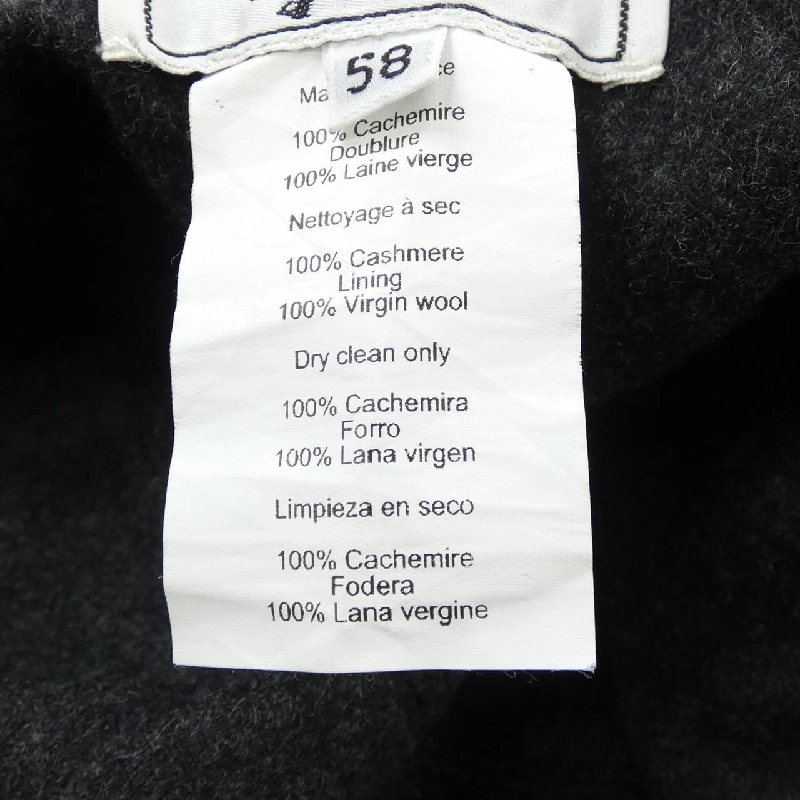 58
100% Cachemire
Doublure
100% Laine vierge
Nettoyage à sec
100% Cashmere
Lining
100% Virgin wool
Dry clean only
100% Cachemira
Forro
100% Lana virgen
Limpieza en seco
100% Cachemire
Fodera
100% Lana vergine